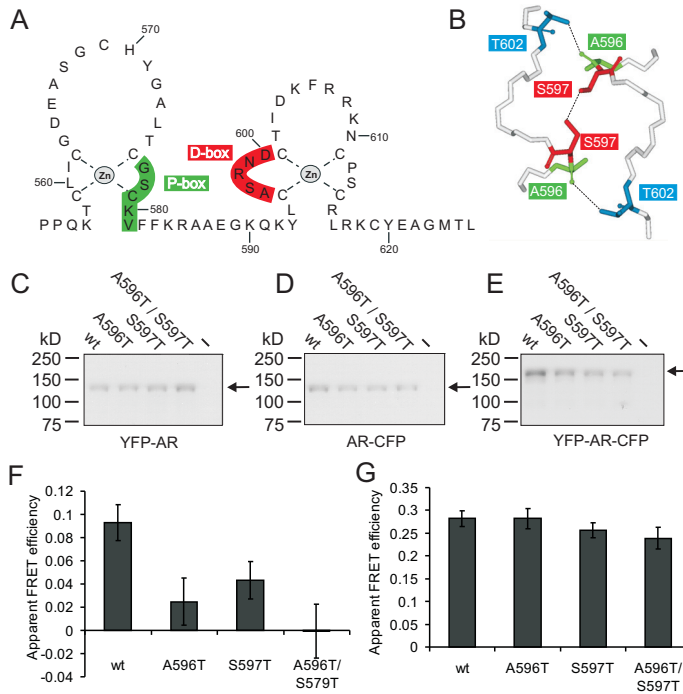 A
PPQKTCLICGDEASGCHYGALTCGSCKVFFKRAAEGKQKYLCASRNDCTIDKFRRKNCPSCRLRKCYEAGMTL
560
570
580
590
600
610
620
Zn
Zn
P-box
D-box
B
T602
A596
S597
S597
A596
T602
C
kD
wt
A596T
S597T
A596T / S597T
–
250
150
100
75
YFP-AR
D
kD
wt
A596T
S597T
A596T / S597T
–
250
150
100
75
AR-CFP
E
kD
wt
A596T
S597T
A596T / S597T
–
250
150
100
75
YFP-AR-CFP
F
Apparent FRET efficiency
0.12
0.1
0.08
0.06
0.04
0.02
0
-0.02
-0.04
wt
A596T
S597T
A596T/
S579T
G
Apparent FRET efficiency
0.35
0.3
0.25
0.2
0.15
0.1
0.05
0
wt
A596T
S597T
A596T/
S597T